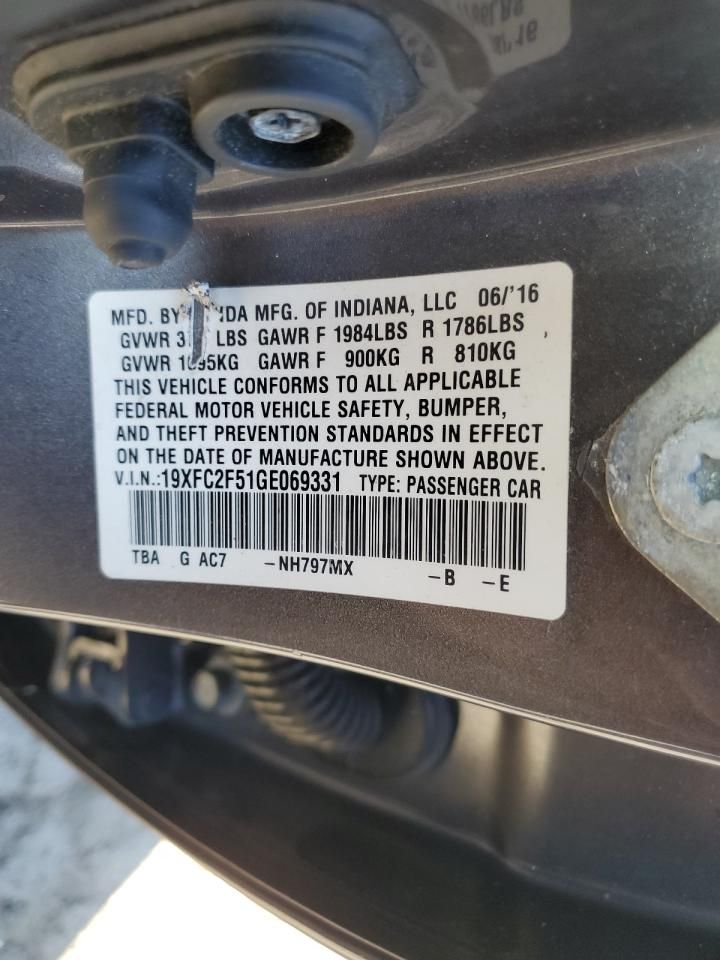 MFD. BY MFG. OF INDIANA, LLC 06/'16
GVWR LBS GAWR F 1984LBS R 1786LBS
GVWR GAWR F 900KG R 810KG
THIS VEHICLE CONFORMS TO ALL APPLICABLE
FEDERAL MOTOR VEHICLE SAFETY, BUMPER,
AND THEFT PREVENTION STANDARDS IN EFFECT
ON THE DATE OF MANUFACTURE SHOWN ABOVE.
V.I.N.:19XFC2F51GE069331 TYPE: PASSENGER CAR
TBA G AC7 -NH797MX -B -E